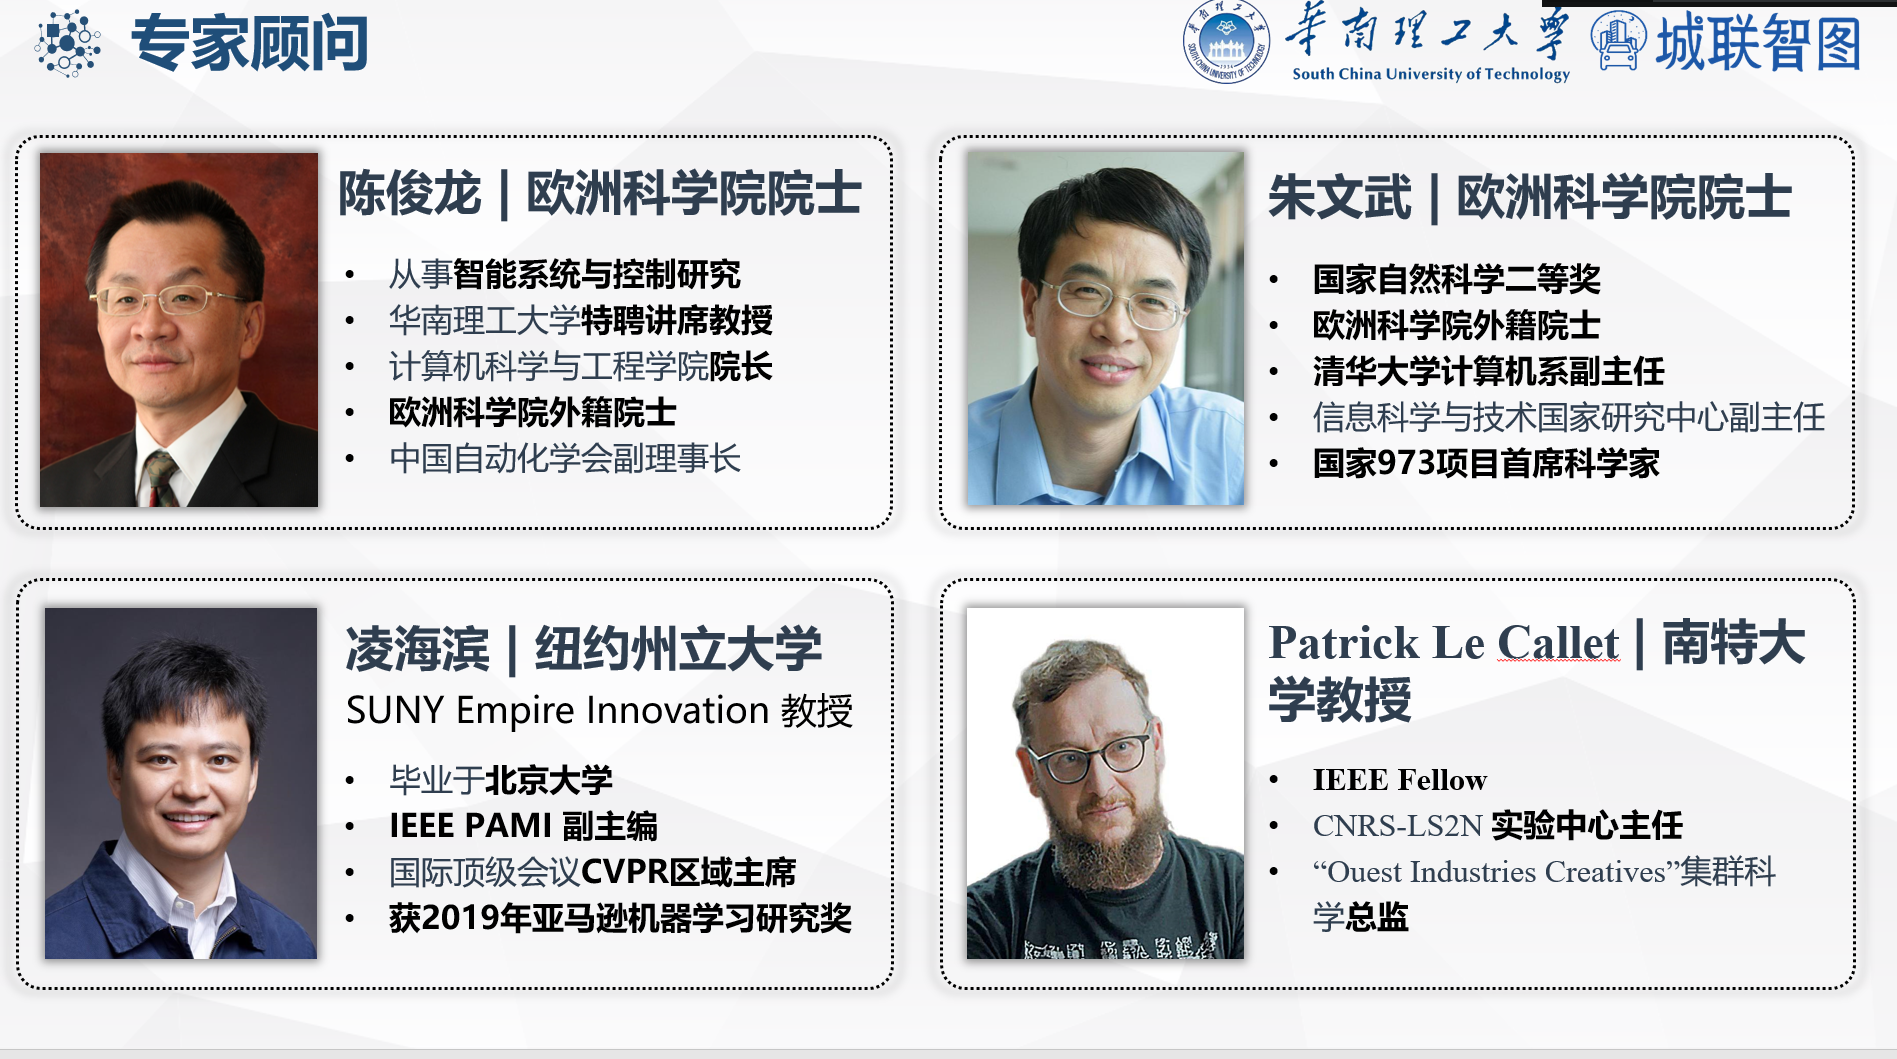 专家顾问
华南理工大学
South China University of Technology
SOUTH CHINA UNIVERSITY OF TECHNOLOGY
城联智图
陈俊龙 | 欧洲科学院院士
• 从事智能系统与控制研究
• 华南理工大学特聘讲席教授
• 计算机科学与工程学院院长
• 欧洲科学院外籍院士
• 中国自动化学会副理事长
朱文武 | 欧洲科学院院士
• 国家自然科学二等奖
• 欧洲科学院外籍院士
• 清华大学计算机系副主任
• 信息科学与技术国家研究中心副主任
• 国家973项目首席科学家
凌海滨 | 纽约州立大学
SUNY Empire Innovation 教授
• 毕业于北京大学
• IEEE PAMI 副主编
• 国际顶级会议CVPR区域主席
• 获2019年亚马逊机器学习研究奖
Patrick Le Callet | 南特大
学教授
• IEEE Fellow
• CNRS-LS2N 实验中心主任
• “Ouest Industries Creatives”集群科
学总监